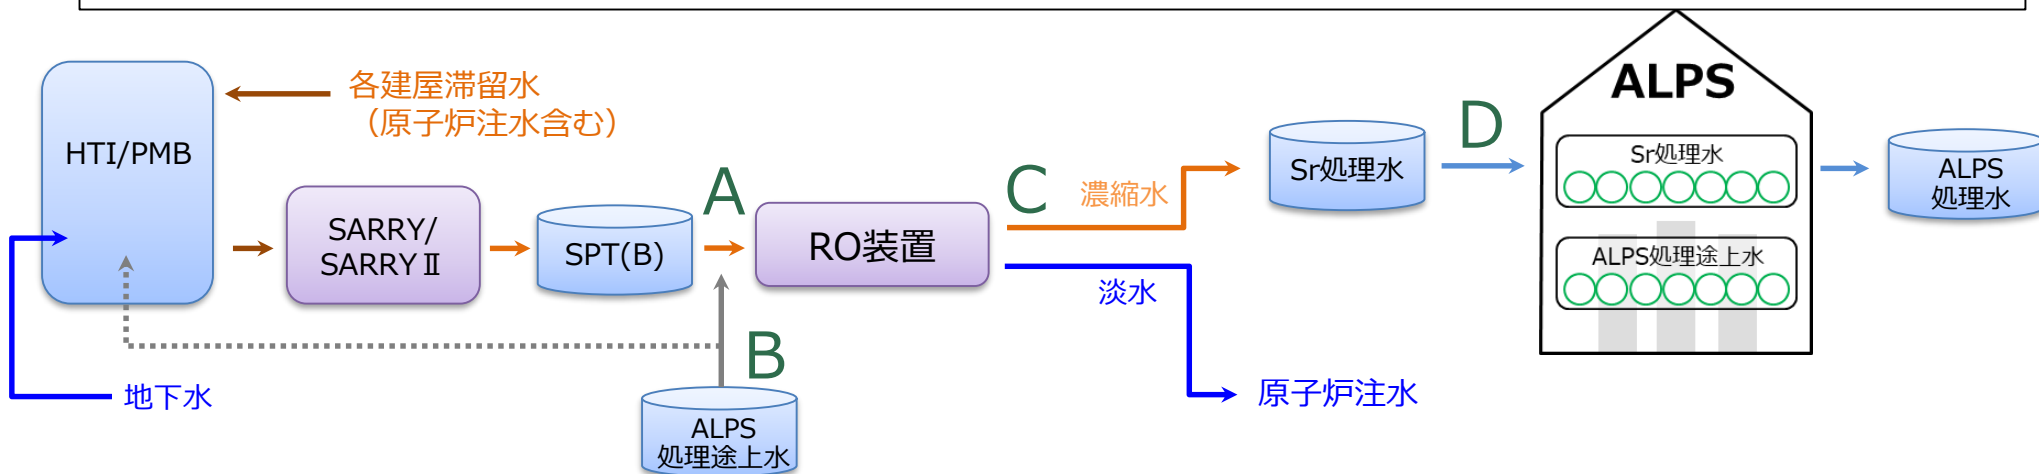 HTI/PMB
各建屋滞留水
（原子炉注水含む）
地下水
SARRY/
SARRYⅡ
SPT(B)
A
B
ALPS
処理途上水
RO装置
C
濃縮水
淡水
原子炉注水
Sr処理水
D
ALPS
Sr処理水
ALPS処理途上水
ALPS
処理水